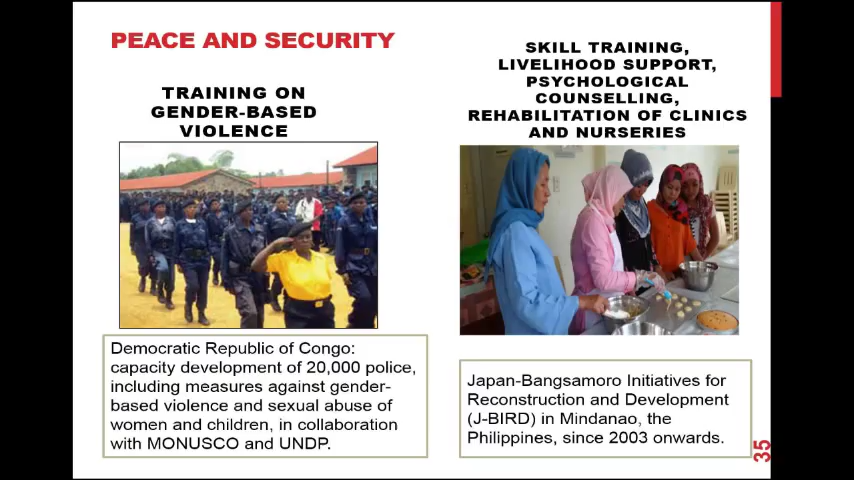 PEACE AND SECURITY
TRAINING ON
GENDER-BASED
VIOLENCE
Democratic Republic of Congo:
capacity development of 20,000 police,
including measures against gender-
based violence and sexual abuse of
women and children, in collaboration
with MONUSCO and UNDP.
SKILL TRAINING,
LIVELIHOOD SUPPORT,
PSYCHOLOGICAL
COUNSELLING,
REHABILITATION OF CLINICS
AND NURSERIES
Japan-Bangsamoro Initiatives for
Reconstruction and Development
(J-BIRD) in Mindanao, the
Philippines, since 2003 onwards.
35